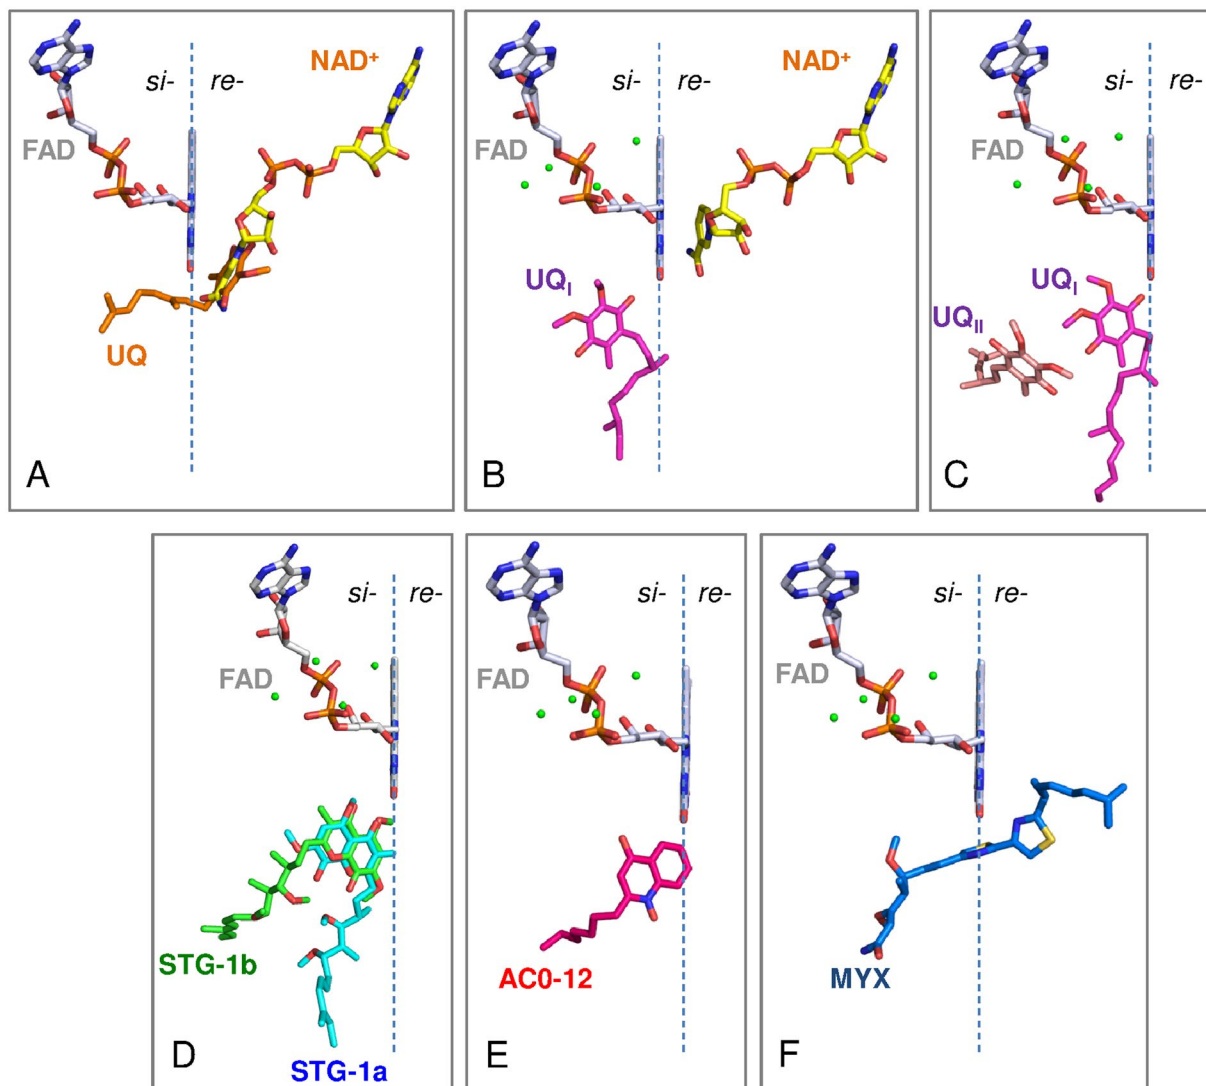 si- re-
NAD+
FAD
UQ
A
si- re-
NAD+
FAD
UQI
B
si- re-
FAD
UQI
UQII
C
si- re-
FAD
STG-1b
STG-1a
D
si- re-
FAD
AC0-12
E
si- re-
FAD
MYX
F